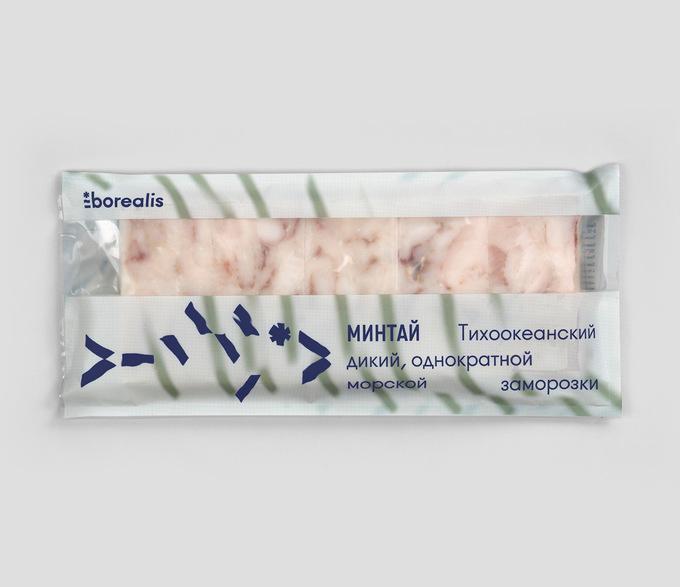 borealis
МИНТАЙ Тихоокеанский
дикий, однократной
морской заморозки